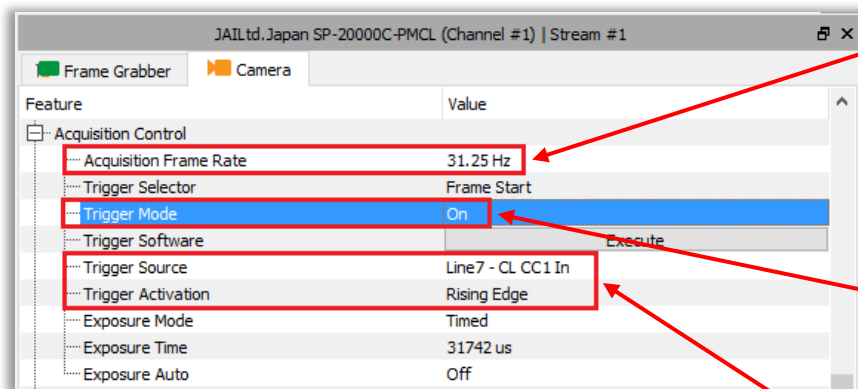 JAILtd.Japan SP-20000C-PMCL (Channel #1) | Stream #1
Frame Grabber Camera
Feature Value
Acquisition Control
Acquisition Frame Rate 31.25 Hz
Trigger Selector Frame Start
Trigger Mode On
Trigger Software Execute
Trigger Source Line7 - CL CC1 In
Trigger Activation Rising Edge
Exposure Mode Timed
Exposure Time 31742 us
Exposure Auto Off